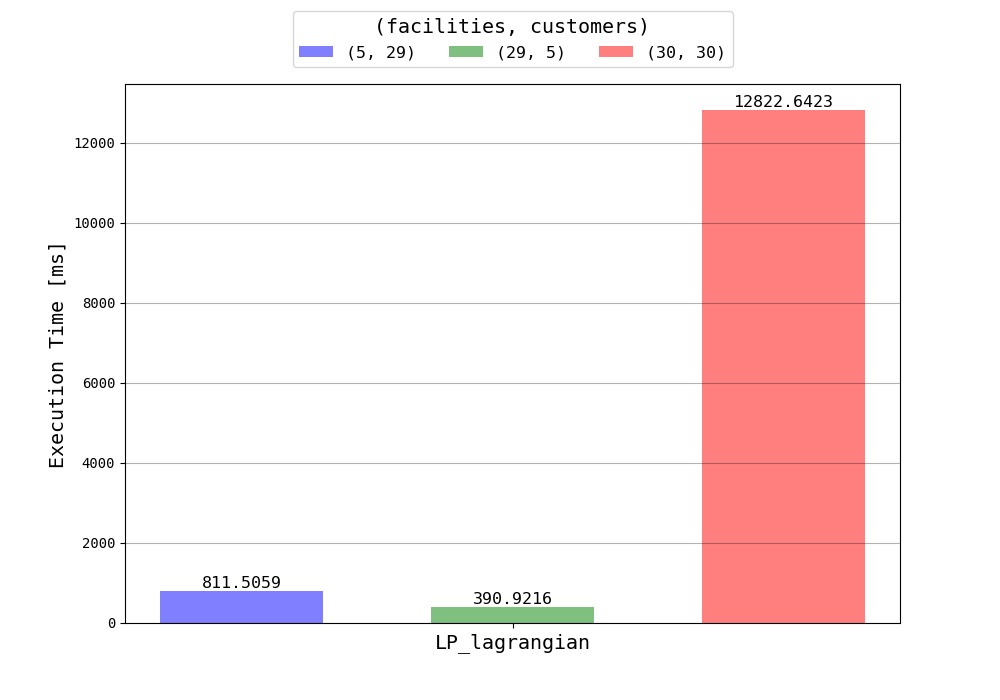 (facilities, customers)
(5, 29) (29, 5) (30, 30)
12822.6423
12000
10000
8000
6000
4000
2000
0
Execution Time [ms]
811.5059
390.9216
LP_lagrangian